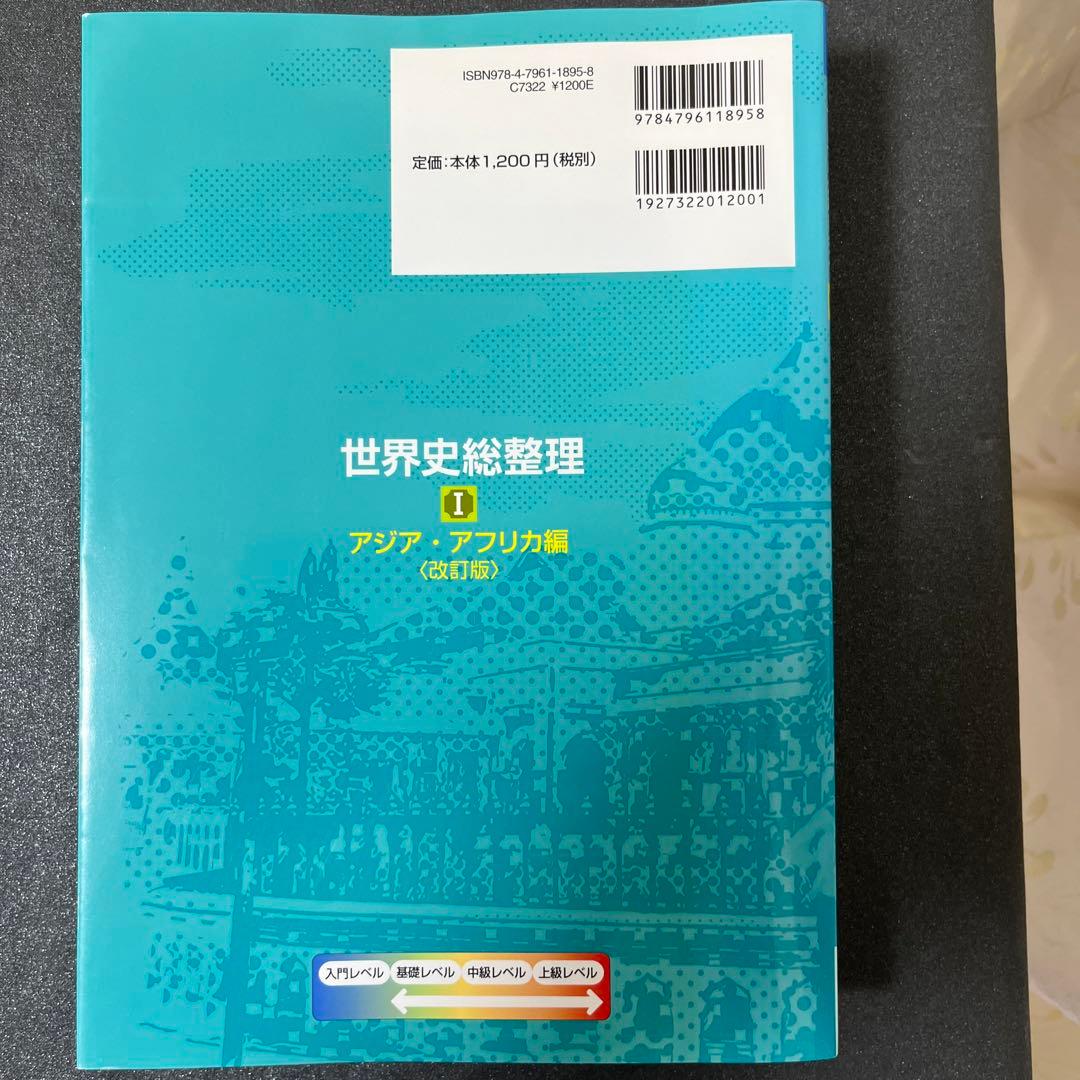 ISBN978-4-7961-1895-8
C7322 ¥1200E
9784796118958
定価：本体1,200円（税別）
1927322012001
世界史総整理
I
アジア・アフリカ編
〈改訂版〉
入門レベル 基礎レベル 中級レベル 上級レベル